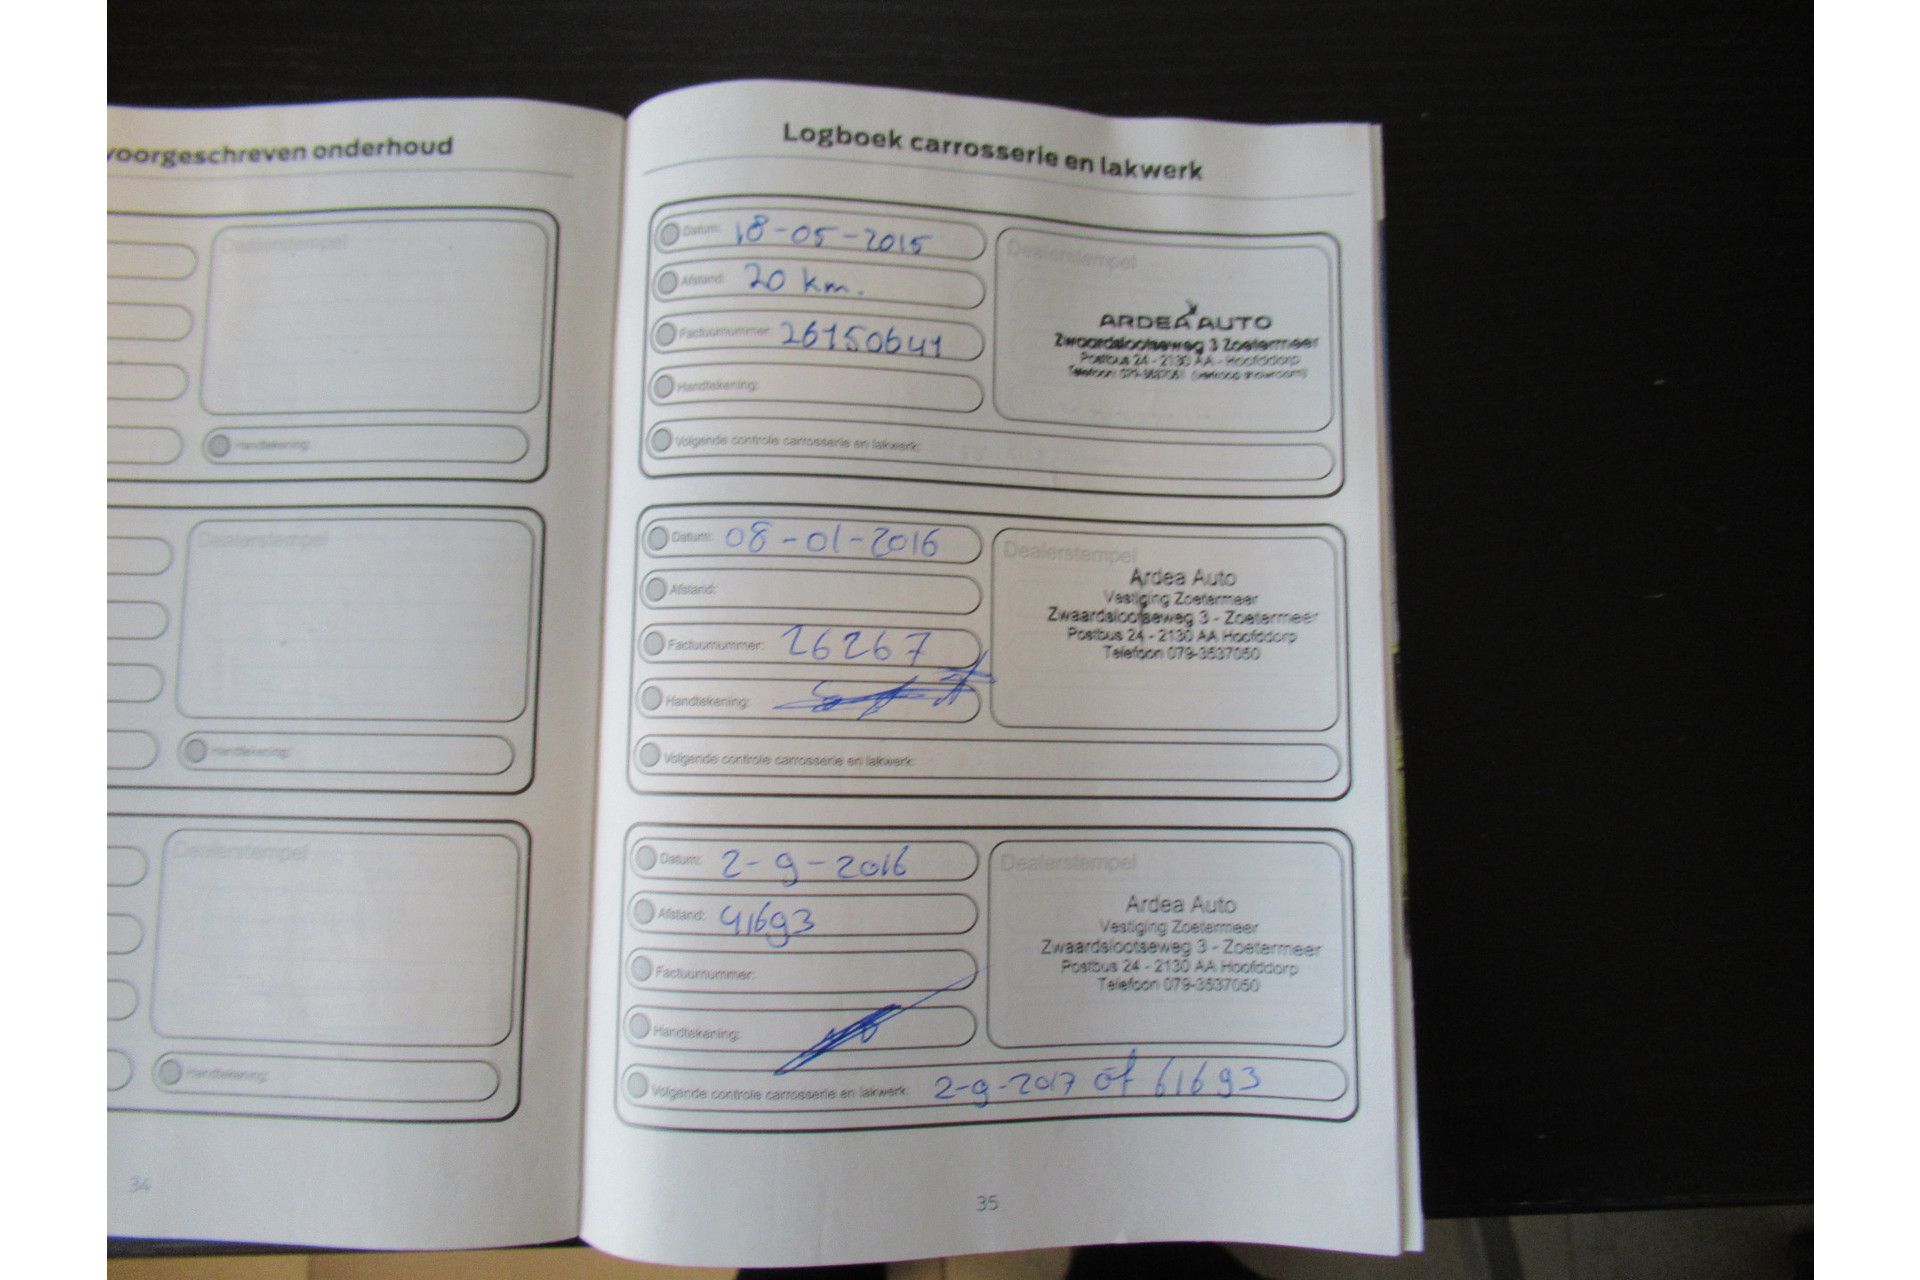 voorgeschreven onderhoud
Dealerstempel
Handtekening:
Dealerstempel
Handtekening:
Dealerstempel
Handtekening:
34
Logboek carrosserie en lakwerk
Datum: 18-05-2015
Afstand: 20 km.
Factuurnummer: 26150641
Handtekening:
Volgende controle carrosserie en lakwerk:
Dealerstempel
ARDEA AUTO
Zwaardslootseweg 3 Zoetermeer
Postbus 24 - 2130 AA - Hoofddorp
Telefoon: (verkoop showroom)
Datum: 08-01-2016
Afstand:
Factuurnummer: 26267
Handtekening:
Volgende controle carrosserie en lakwerk:
Dealerstempel
Ardea Auto
Vestiging Zoetermeer
Zwaardslootseweg 3 - Zoetermeer
Postbus 24 - 2130 AA Hoofddorp
Telefoon 079-3537050
Datum: 2-9-2016
Afstand: 41693
Factuurnummer:
Handtekening:
Volgende controle carrosserie en lakwerk: 2-9-2017 óf 61693
Dealerstempel
Ardea Auto
Vestiging Zoetermeer
Zwaardslootseweg 3 - Zoetermeer
Postbus 24 - 2130 AA Hoofddorp
Telefoon 079-3537050
35